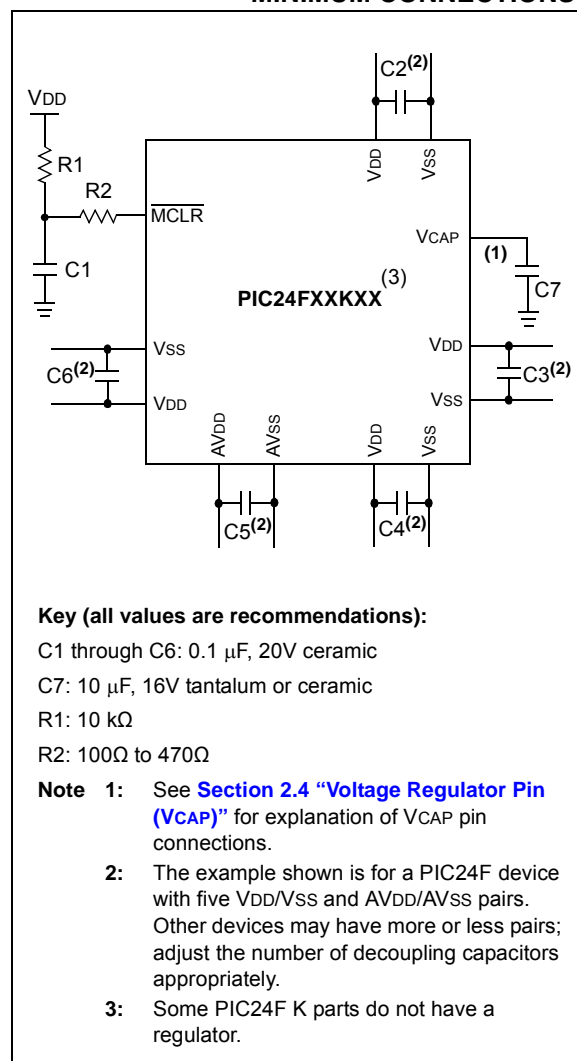 C2(2)
VDD
R1
R2
MCLR
C1
VDD
VSS
VCAP
(1)
C7
PIC24FXXKXX(3)
VSS
C6(2)
VDD
VDD
C3(2)
VSS
AVDD
AVSS
VDD
VSS
C5(2)
C4(2)
Key (all values are recommendations):
C1 through C6: 0.1 μF, 20V ceramic
C7: 10 μF, 16V tantalum or ceramic
R1: 10 kΩ
R2: 100Ω to 470Ω
Note 1: See Section 2.4 “Voltage Regulator Pin
(VCAP)” for explanation of VCAP pin
connections.
2: The example shown is for a PIC24F device
with five VDD/VSS and AVDD/AVSS pairs.
Other devices may have more or less pairs;
adjust the number of decoupling capacitors
appropriately.
3: Some PIC24F K parts do not have a
regulator.